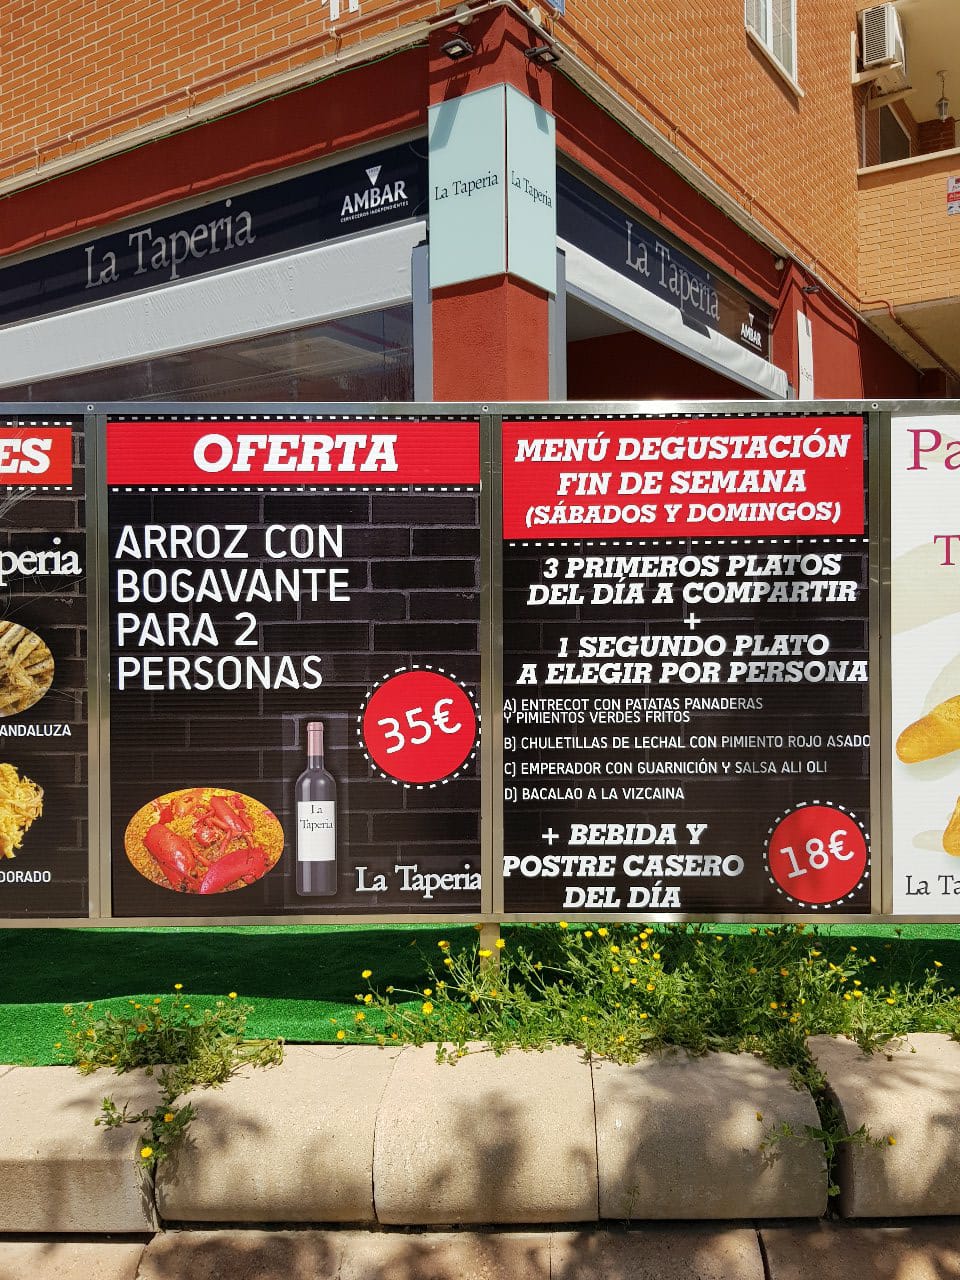 La Taperia
AMBAR
CERVECEROS INDEPENDIENTES
La Taperia
La Taperia
La Taperia
AMBAR
ES
peria
ANDALUZA
DORADO
OFERTA
ARROZ CON
BOGAVANTE
PARA 2
PERSONAS
35€
La
Taperia
La Taperia
MENÚ DEGUSTACIÓN
FIN DE SEMANA
(SÁBADOS Y DOMINGOS)
3 PRIMEROS PLATOS
DEL DÍA A COMPARTIR
+
1 SEGUNDO PLATO
A ELEGIR POR PERSONA
A) ENTRECOT CON PATATAS PANADERAS
Y PIMIENTOS VERDES FRITOS
B) CHULETILLAS DE LECHAL CON PIMIENTO ROJO ASADO
C) EMPERADOR CON GUARNICIÓN Y SALSA ALI OLI
D) BACALAO A LA VIZCAINA
+ BEBIDA Y
POSTRE CASERO
DEL DÍA
18€
Pa
T
La Ta